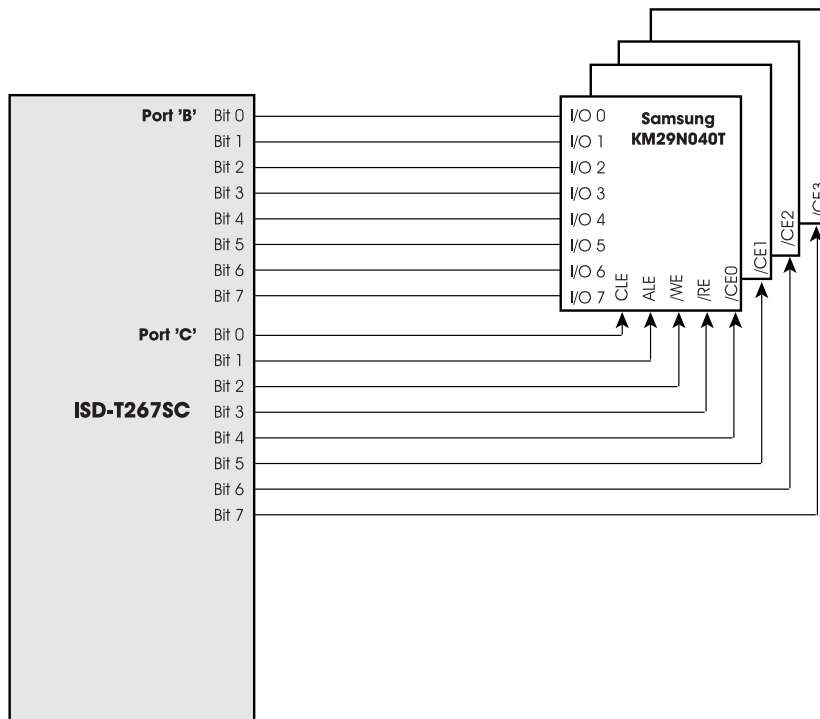 Port 'B' Bit 0
Bit 1
Bit 2
Bit 3
Bit 4
Bit 5
Bit 6
Bit 7
Port 'C' Bit 0
Bit 1
Bit 2
Bit 3
Bit 4
Bit 5
Bit 6
Bit 7
ISD-T267SC
I/O 0
I/O 1
I/O 2
I/O 3
I/O 4
I/O 5
I/O 6
I/O 7
Samsung
KM29N040T
CLE
ALE
/WE
/RE
/CE0
/CE1
/CE2
/CE3